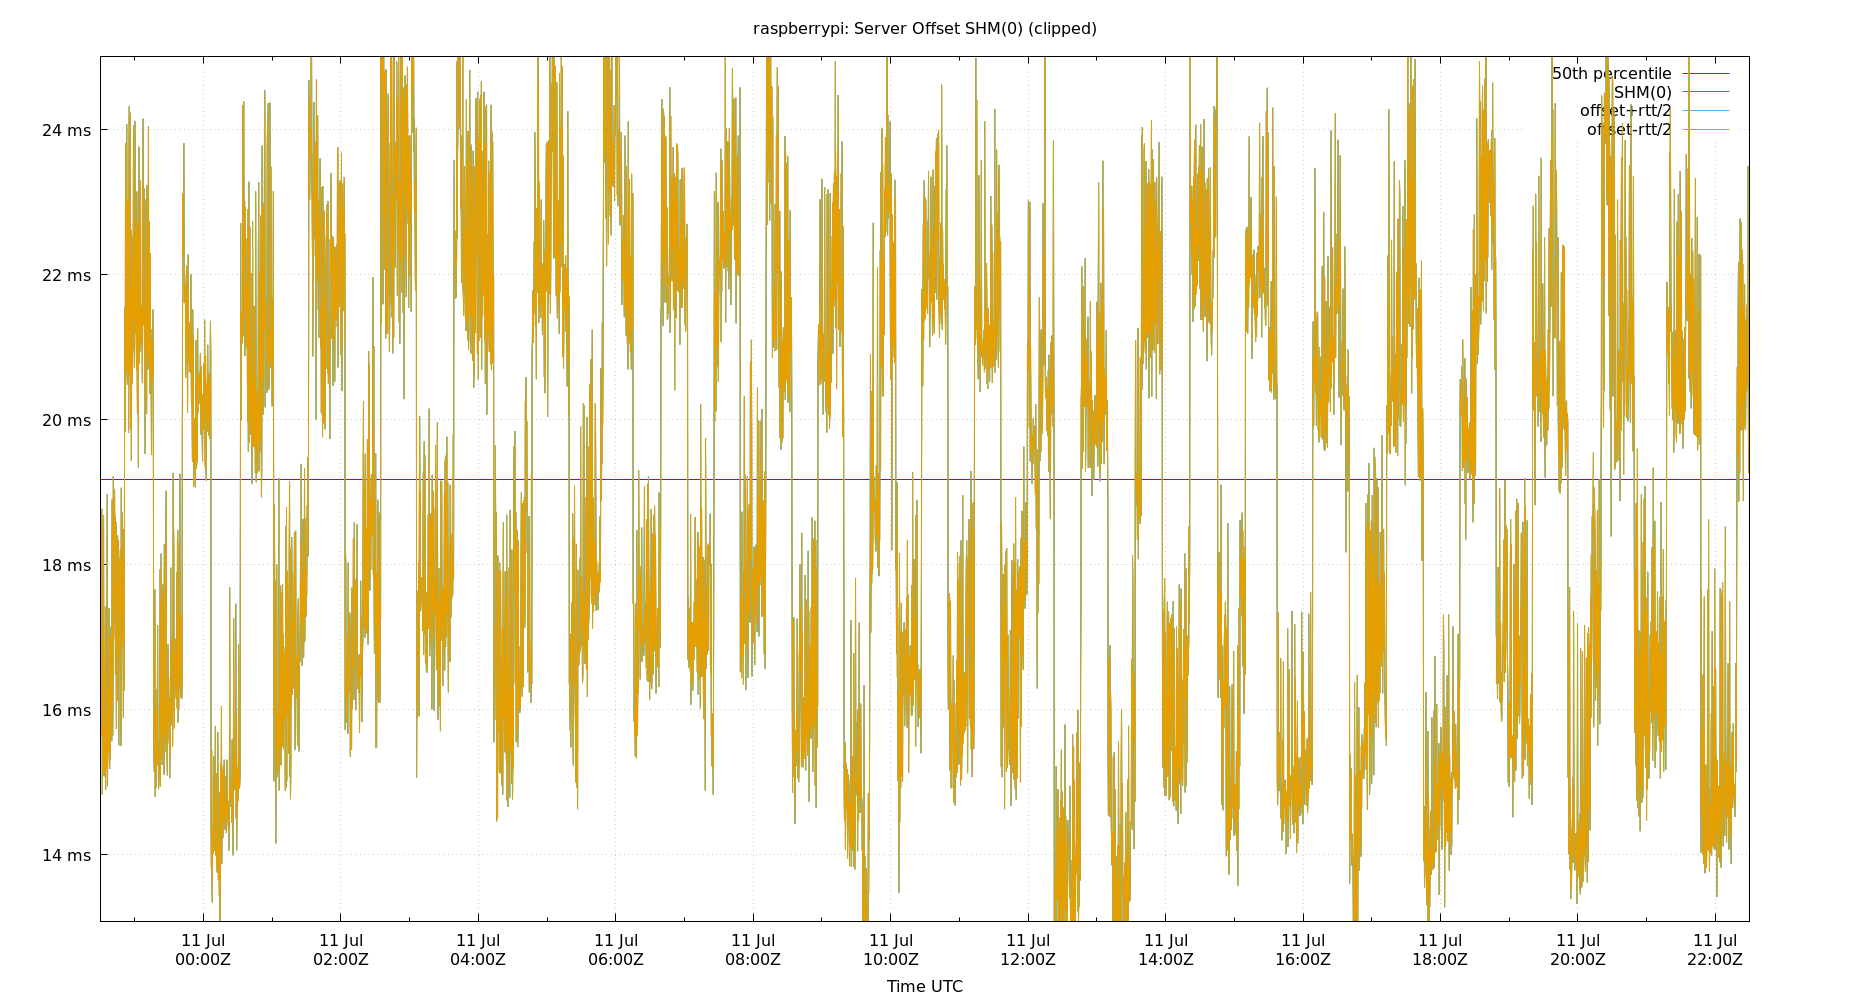 raspberrypi: Server Offset SHM(0) (clipped)
50th percentile
SHM(0)
offset+rtt/2
offset-rtt/2
24 ms
22 ms
20 ms
18 ms
16 ms
14 ms
11 Jul 11 Jul 11 Jul 11 Jul 11 Jul 11 Jul 11 Jul 11 Jul 11 Jul 11 Jul 11 Jul 11 Jul
00:00Z 02:00Z 04:00Z 06:00Z 08:00Z 10:00Z 12:00Z 14:00Z 16:00Z 18:00Z 20:00Z 22:00Z
Time UTC